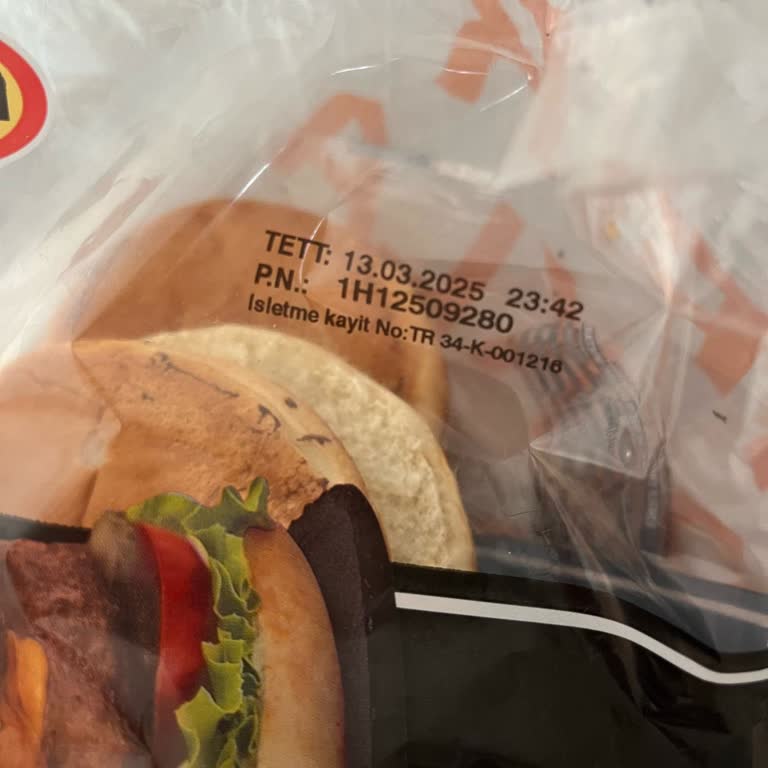 TETT: 13.03.2025 23:42
P.N.: 1H12509280
Isletme kayit No:TR 34-K-001216